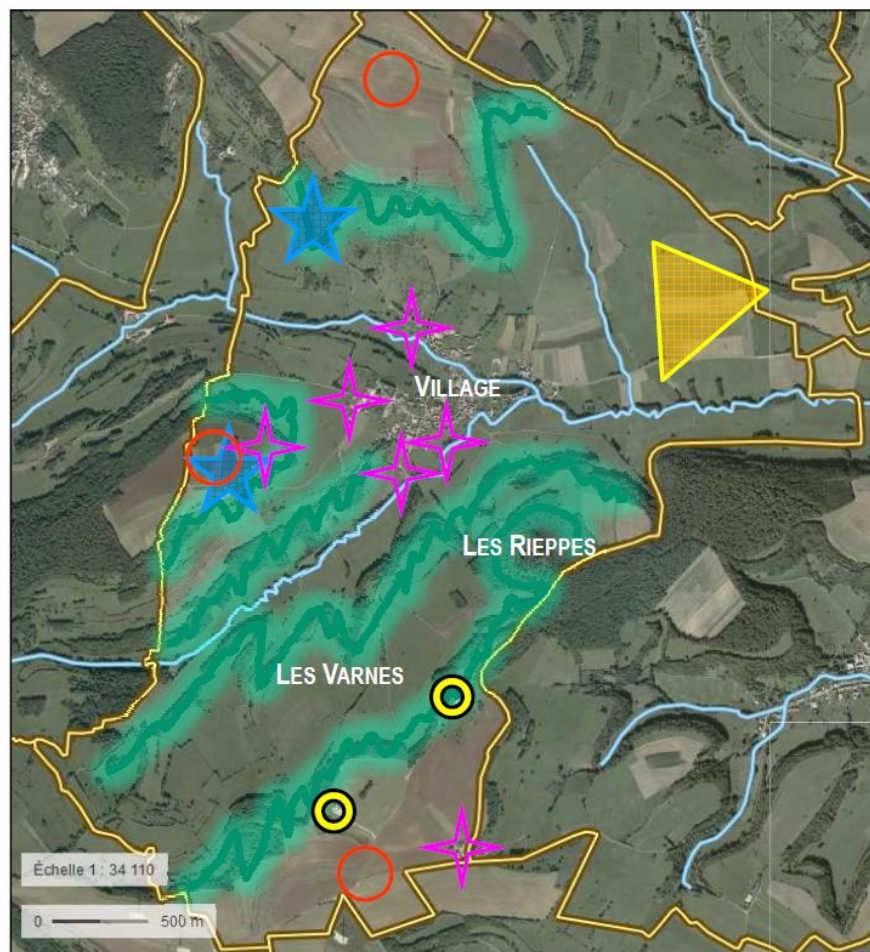 VILLAGE
LES RIEPPES
LES VARNES
Échelle 1 : 34 110
0 500 m